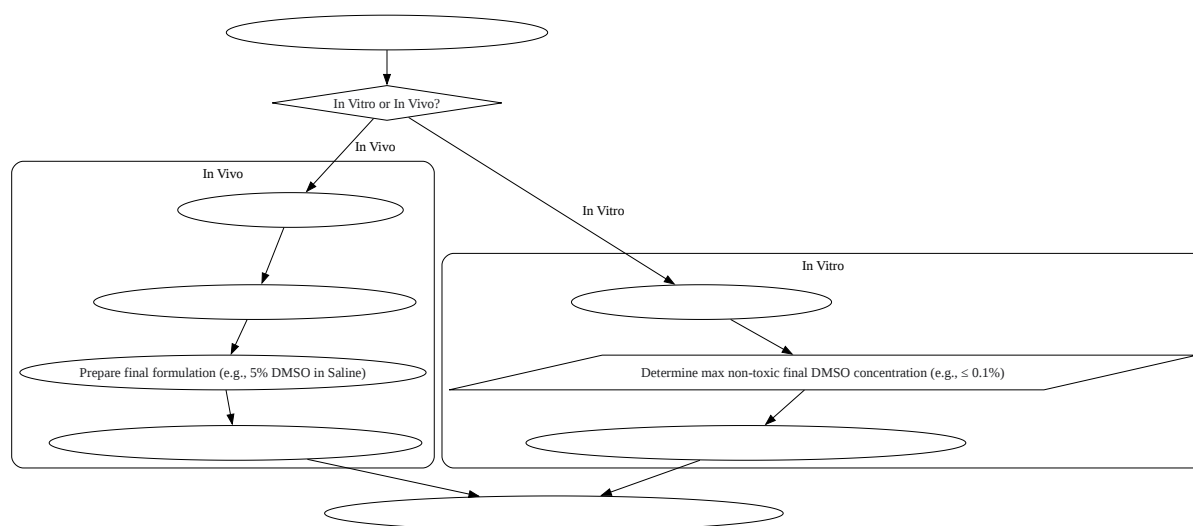 In Vitro or In Vivo?
In Vivo
In Vivo
In Vitro
In Vitro
Prepare final formulation (e.g., 5% DMSO in Saline)
Determine max non-toxic final DMSO concentration (e.g., ≤ 0.1%)